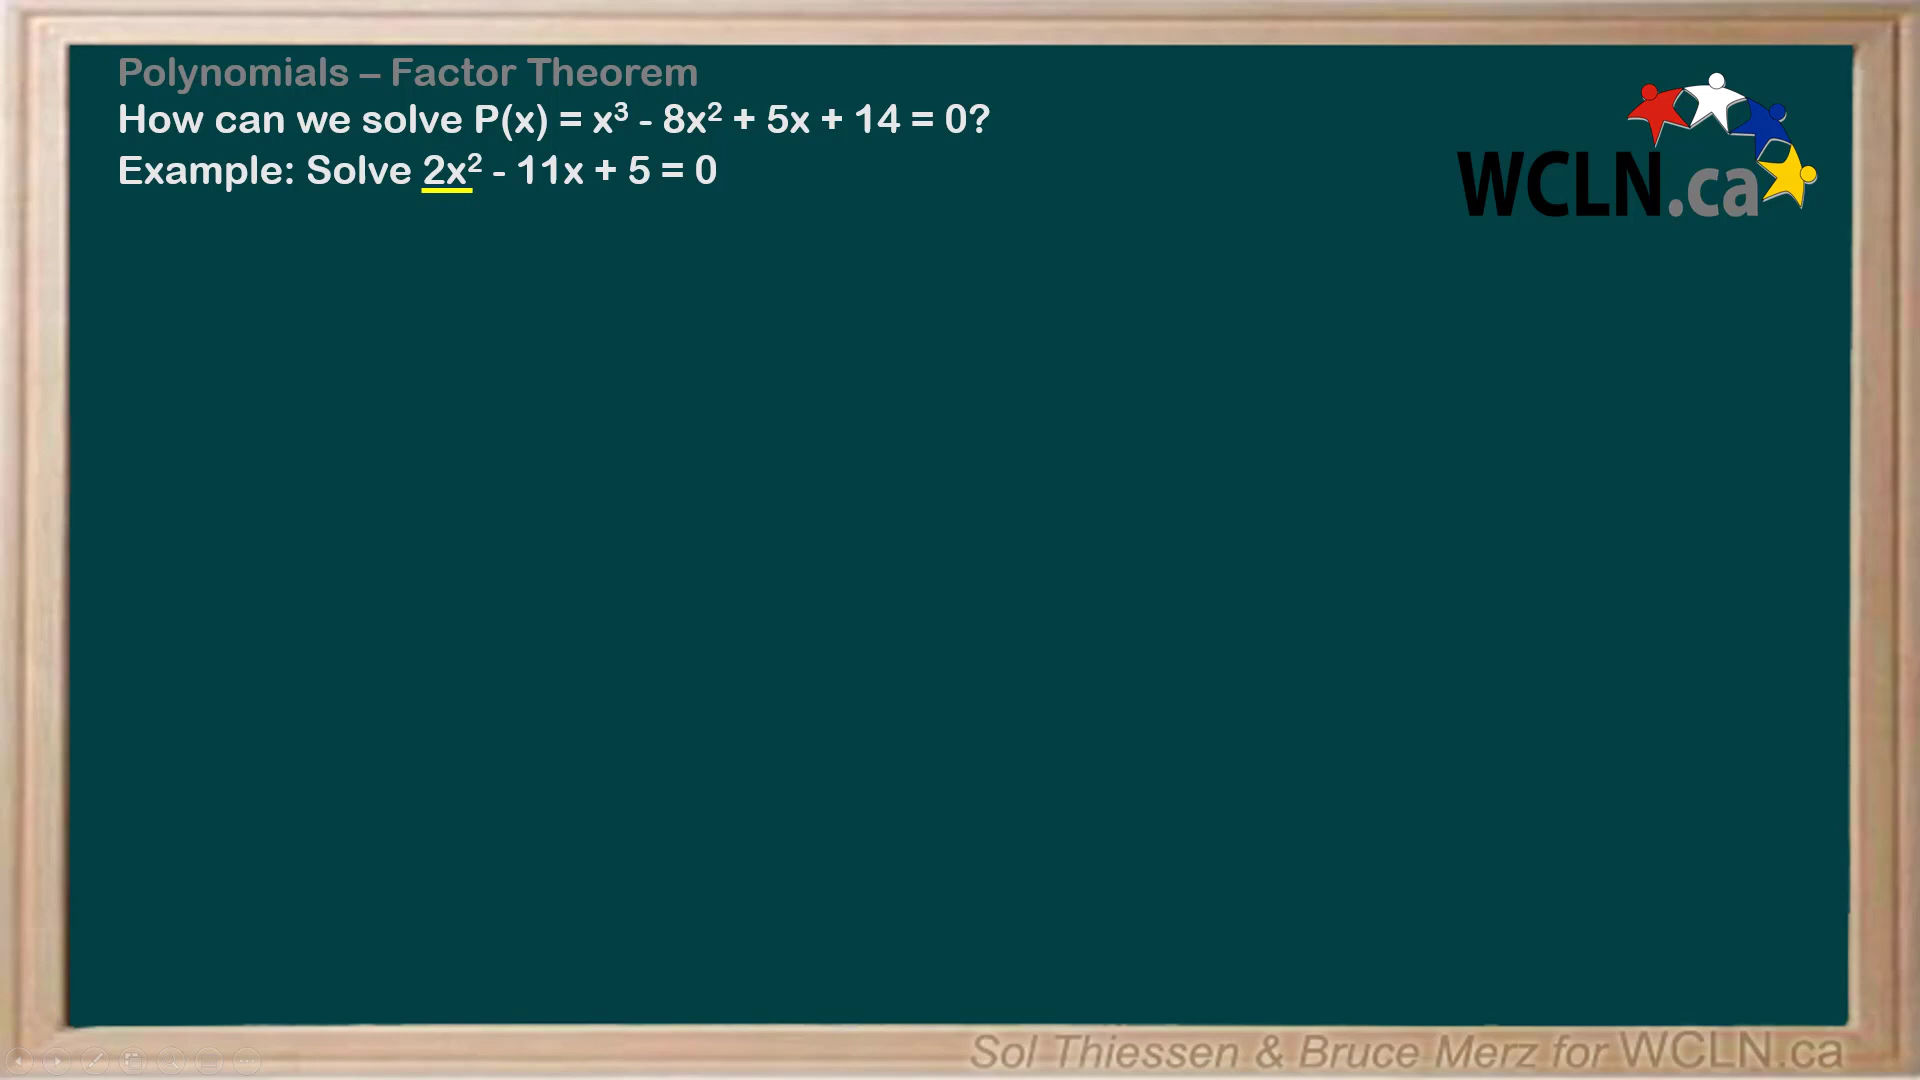 Polynomials – Factor Theorem
How can we solve P(x) = x³ - 8x² + 5x + 14 = 0?
Example: Solve 2x² - 11x + 5 = 0
WCLN.ca
Sol Thiessen & Bruce Merz for WCLN.ca